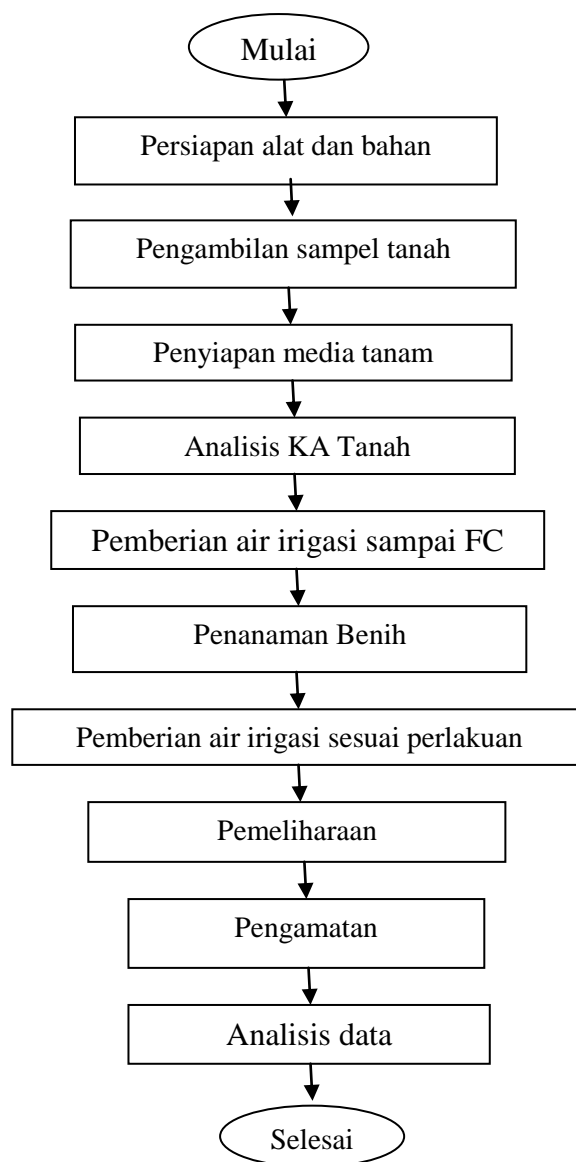 Mulai
Persiapan alat dan bahan
Pengambilan sampel tanah
Penyiapan media tanam
Analisis KA Tanah
Pemberian air irigasi sampai FC
Penanaman Benih
Pemberian air irigasi sesuai perlakuan
Pemeliharaan
Pengamatan
Analisis data
Selesai